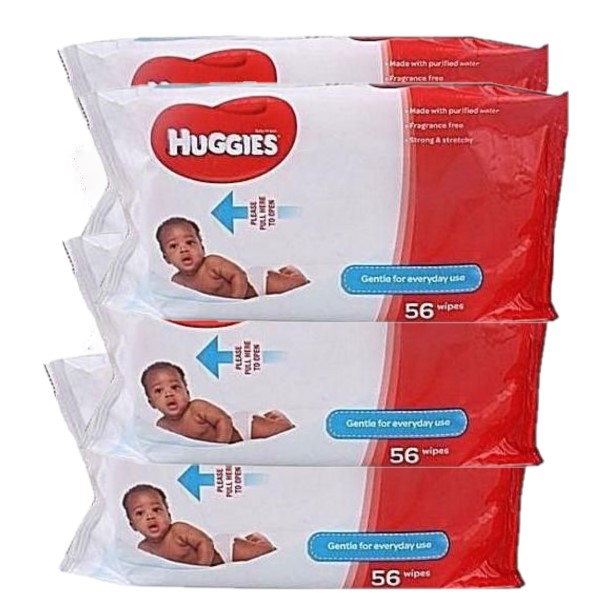 Made with purified water
Fragrance free
HUGGIES
Made with purified water
Fragrance free
Strong & stretchy
PLEASE
PULL HERE
TO OPEN
Gentle for everyday use
56 wipes
PLEASE
PULL HERE
TO OPEN
Gentle for everyday use
56 wipes
PLEASE
PULL HERE
TO OPEN
Gentle for everyday use
56 wipes